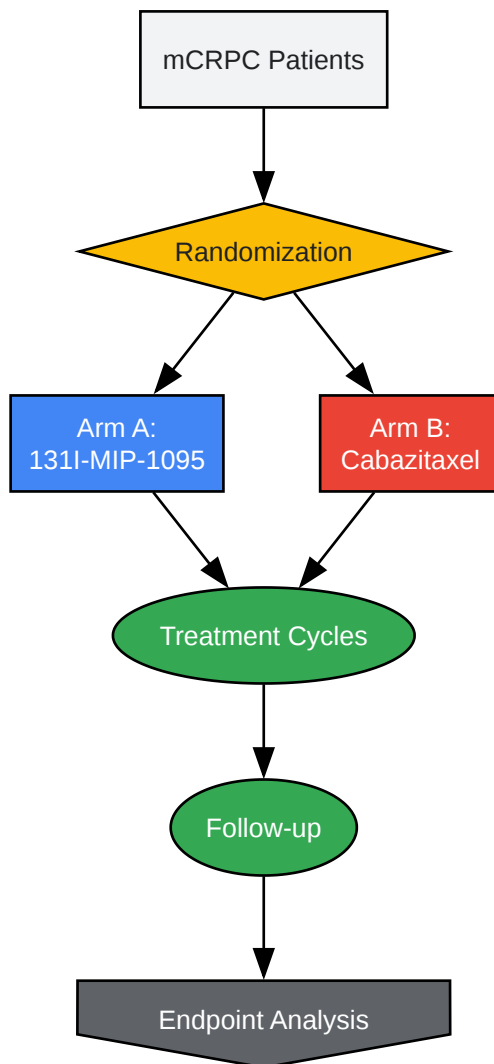 mCRPC Patients
Randomization
Arm A:
131I-MIP-1095
Arm B:
Cabazitaxel
Treatment Cycles
Follow-up
Endpoint Analysis